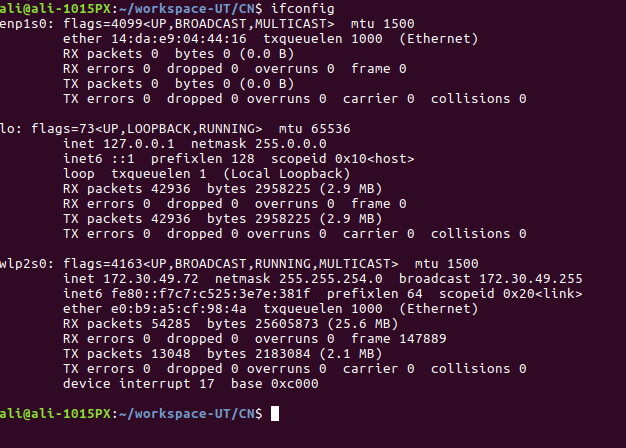 ali@ali-1015PX:~/workspace-UT/CN$ ifconfig
enp1s0: flags=4099<UP,BROADCAST,MULTICAST>  mtu 1500
        ether 14:da:e9:04:44:16  txqueuelen 1000  (Ethernet)
        RX packets 0  bytes 0 (0.0 B)
        RX errors 0  dropped 0  overruns 0  frame 0
        TX packets 0  bytes 0 (0.0 B)
        TX errors 0  dropped 0 overruns 0  carrier 0  collisions 0

lo: flags=73<UP,LOOPBACK,RUNNING>  mtu 65536
        inet 127.0.0.1  netmask 255.0.0.0
        inet6 ::1  prefixlen 128  scopeid 0x10<host>
        loop  txqueuelen 1  (Local Loopback)
        RX packets 42936  bytes 2958225 (2.9 MB)
        RX errors 0  dropped 0  overruns 0  frame 0
        TX packets 42936  bytes 2958225 (2.9 MB)
        TX errors 0  dropped 0 overruns 0  carrier 0  collisions 0

wlp2s0: flags=4163<UP,BROADCAST,RUNNING,MULTICAST>  mtu 1500
        inet 172.30.49.72  netmask 255.255.254.0  broadcast 172.30.49.255
        inet6 fe80::f7c7:c525:3e7e:381f  prefixlen 64  scopeid 0x20<link>
        ether e0:b9:a5:cf:98:4a  txqueuelen 1000  (Ethernet)
        RX packets 54285  bytes 25605873 (25.6 MB)
        RX errors 0  dropped 0  overruns 0  frame 147889
        TX packets 13048  bytes 2183084 (2.1 MB)
        TX errors 0  dropped 0 overruns 0  carrier 0  collisions 0
        device interrupt 17  base 0xc000

ali@ali-1015PX:~/workspace-UT/CN$